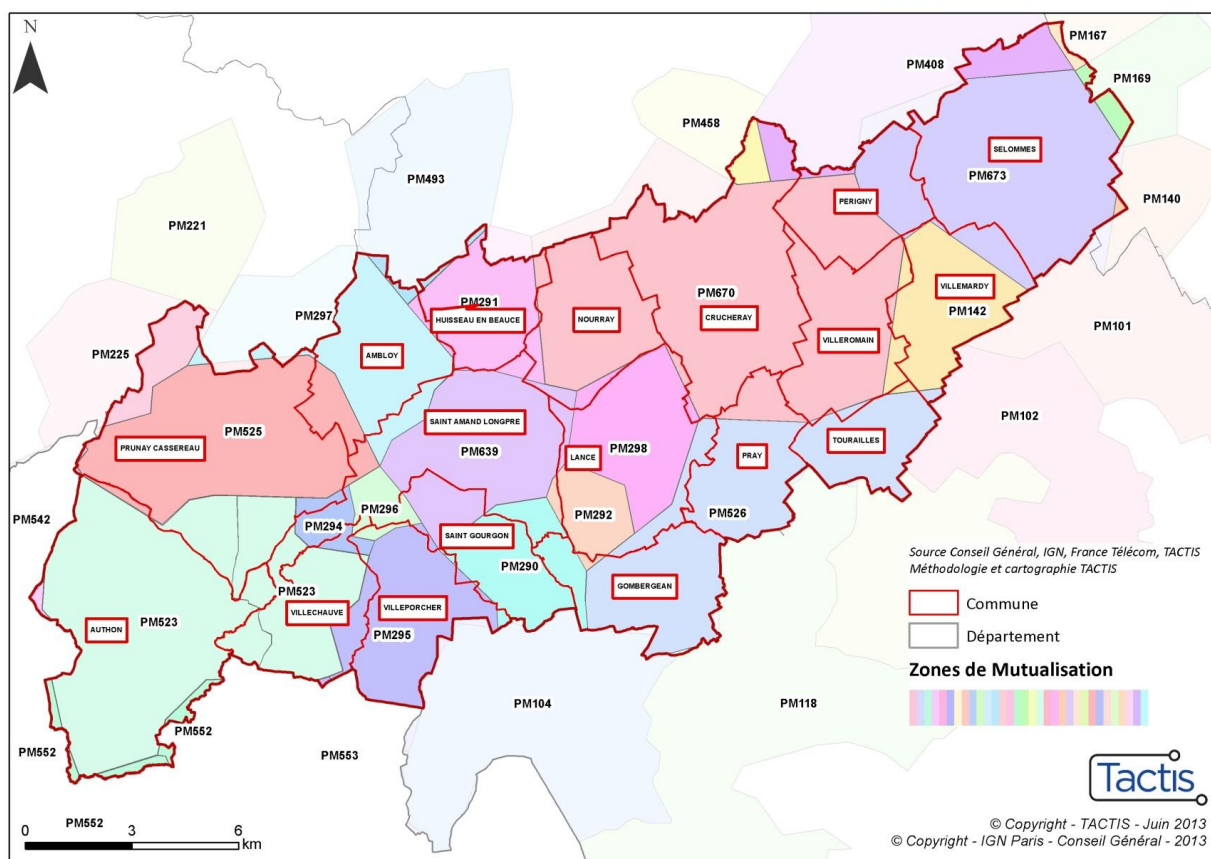 N
PM167
PM408
PM169
PM458
SELOMMES
PM673
PM493
PERIGNY
PM140
PM221
PM291
PM670
VILLEMARDY
PM142
PM297
HUISSEAU EN BEAUCE
NOURRAY
CRUCHERAY
PM101
PM225
AMBLOY
VILLEROMAIN
PM102
SAINT AMAND LONGPRE
PM525
PRUNAY CASSEREAU
PM639
LANCE
PM298
PRAY
TOURAILLES
PM542
PM294
PM296
PM292
PM526
SAINT GOURGON
PM290
PM523
GOMBERGEAN
VILLECHAUVE
VILLEPORCHER
PM523
AUTHON
PM295
PM104
PM118
PM552
PM552
PM553
PM552
0 3 6
km
Source Conseil Général, IGN, France Télécom, TACTIS
Méthodologie et cartographie TACTIS
Commune
Département
Zones de Mutualisation
Tactis
© Copyright - TACTIS - Juin 2013
© Copyright - IGN Paris - Conseil Général - 2013